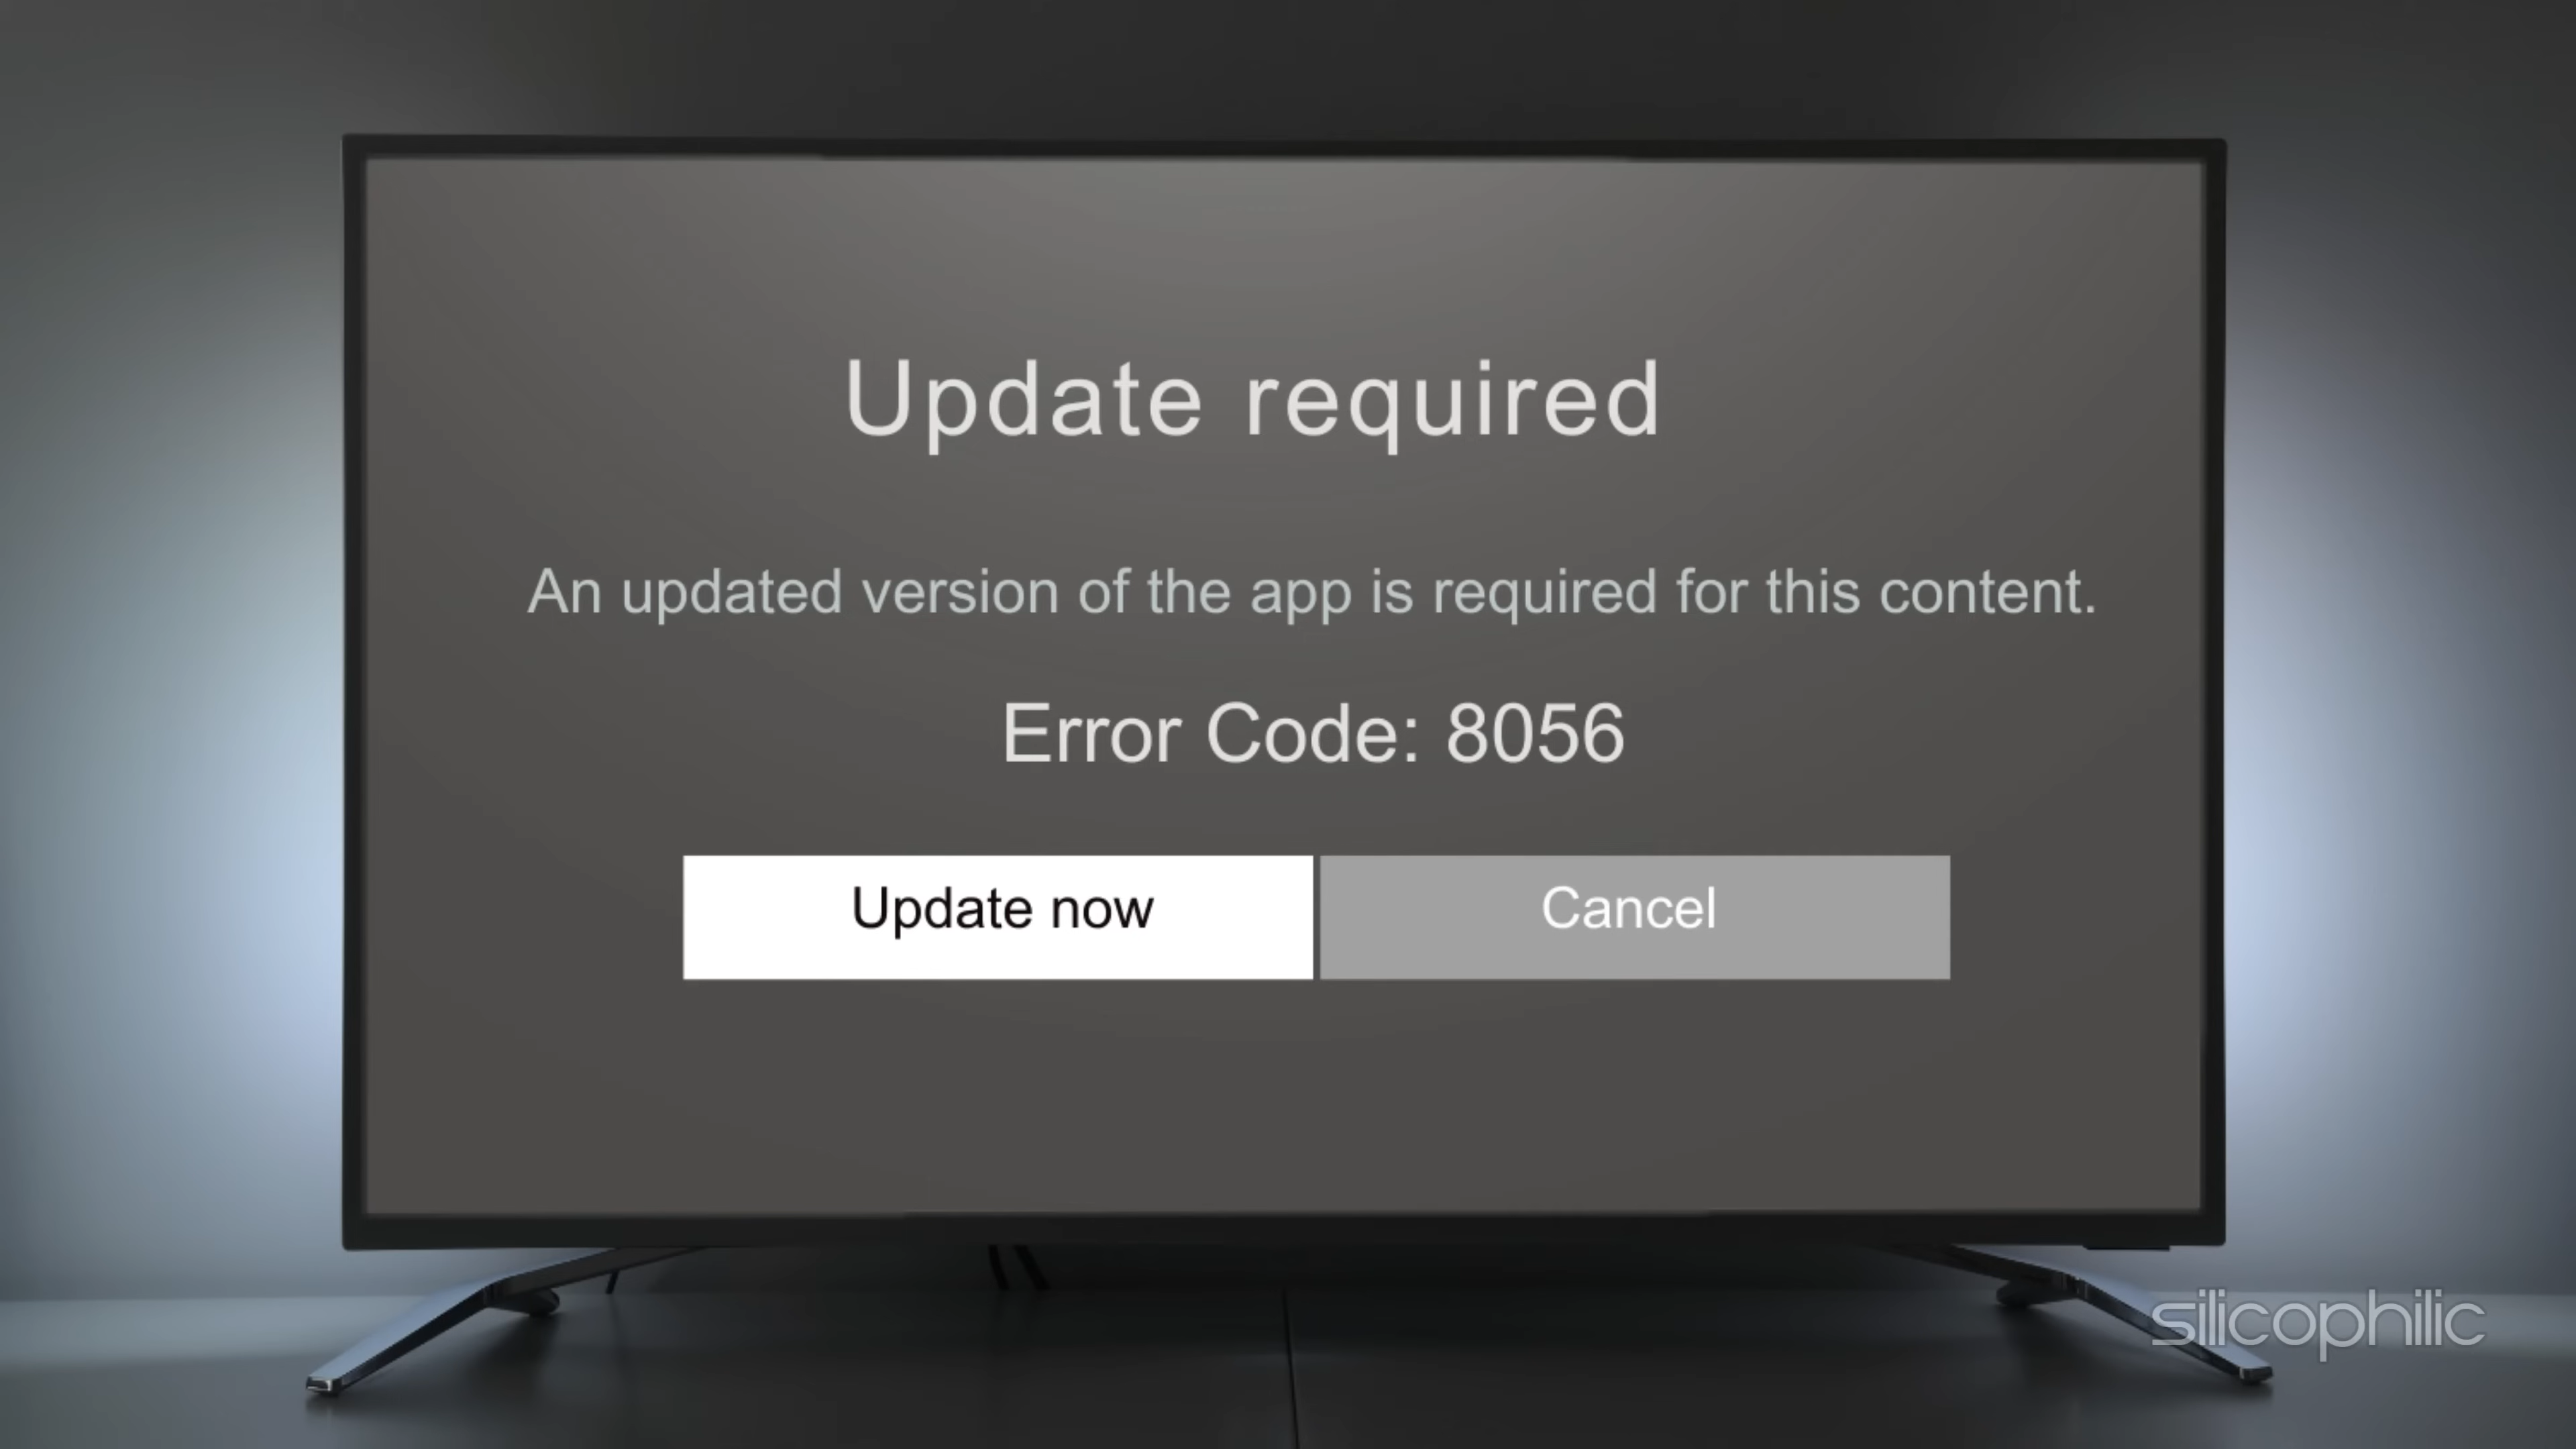 Update required
An updated version of the app is required for this content.
Error Code: 8056
Update now
Cancel
silicophilic